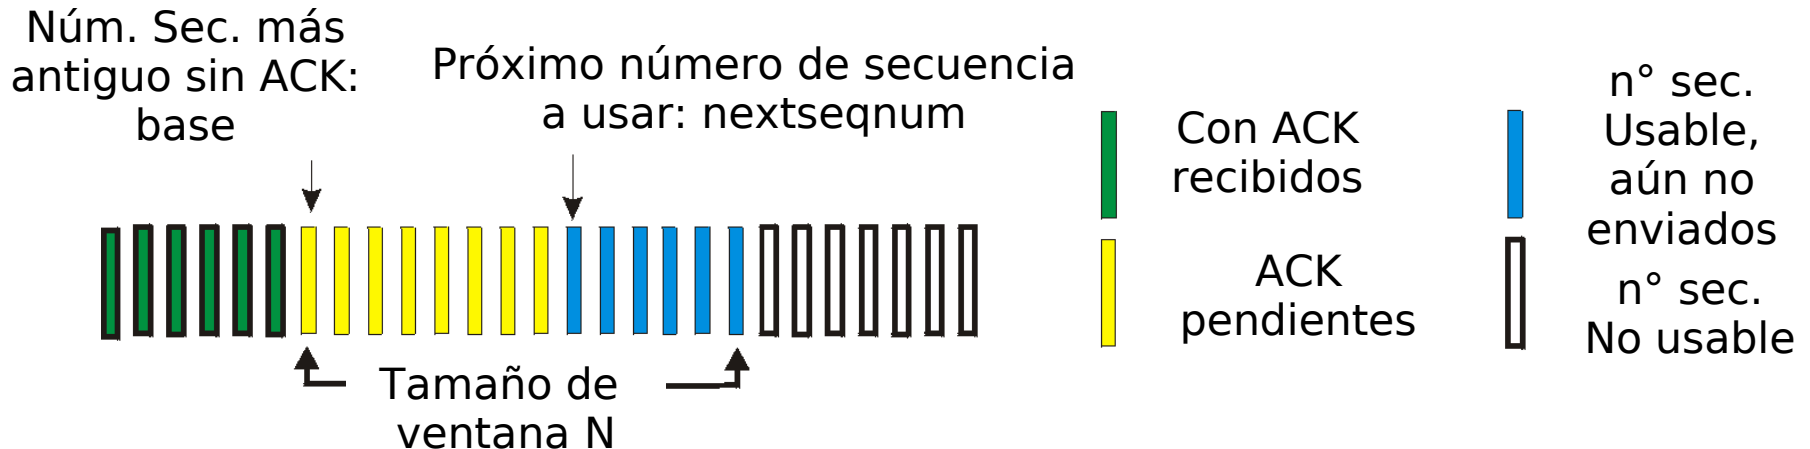 Núm. Sec. más
antiguo sin ACK:
base
Próximo número de secuencia
a usar: nextseqnum
Tamaño de
ventana N
Con ACK
recibidos
ACK
pendientes
n° sec.
Usable,
aún no
enviados
n° sec.
No usable